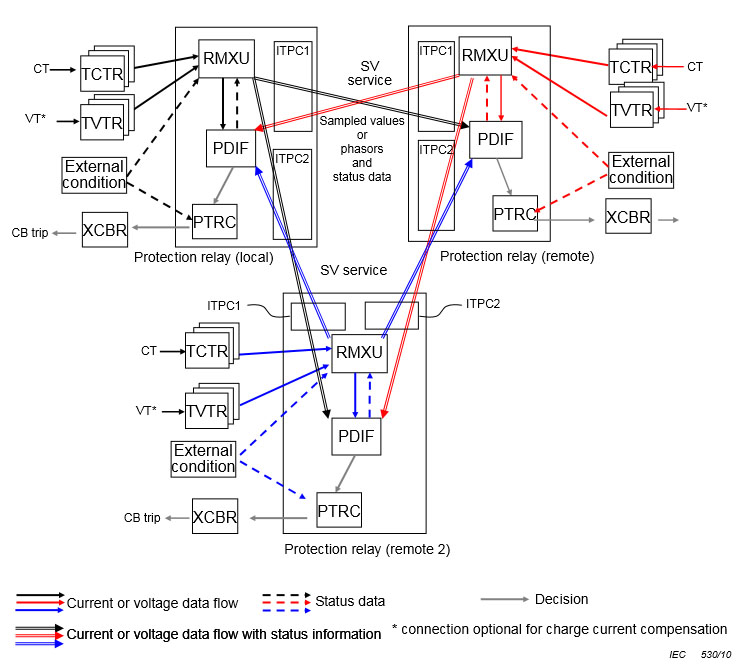 RMXU
ITPC1
SV
service
ITPC1
RMXU
CT
TCTR
TCTR
CT
VT*
TVTR
TVTR
VT*
Sampled values
or
phasors
and
status data
PDIF
ITPC2
ITPC2
PDIF
External
condition
External
condition
CB trip
XCBR
PTRC
PTRC
XCBR
Protection relay (local)
Protection relay (remote)
SV service
ITPC1
ITPC2
CT
TCTR
RMXU
VT*
TVTR
PDIF
External
condition
CB trip
XCBR
PTRC
Protection relay (remote 2)
Current or voltage data flow
Status data
Decision
Current or voltage data flow with status information
* connection optional for charge current compensation
IEC 530/10